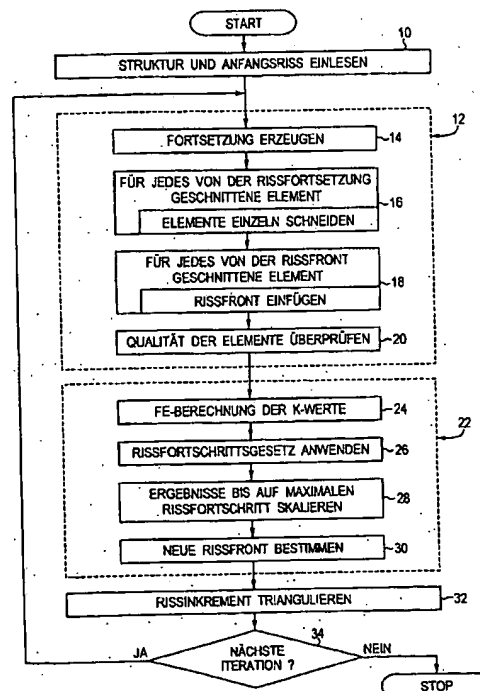 START
10
STRUKTUR UND ANFANGSRISS EINLESEN
12
FORTSETZUNG ERZEUGEN
14
FÜR JEDES VON DER RISSFORTSETZUNG
GESCHNITTENE ELEMENT
16
ELEMENTE EINZELN SCHNEIDEN
FÜR JEDES VON DER RISSFRONT
GESCHNITTENE ELEMENT
18
RISSFRONT EINFÜGEN
QUALITÄT DER ELEMENTE ÜBERPRÜFEN
20
FE-BERECHNUNG DER K-WERTE
24
22
RISSFORTSCHRITTSGESETZ ANWENDEN
26
ERGEBNISSE BIS AUF MAXIMALEN
RISSFORTSCHRITT SKALIEREN
28
NEUE RISSFRONT BESTIMMEN
30
RISSINKREMENT TRIANGULIEREN
32
34
JA
NÄCHSTE
ITERATION ?
NEIN
STOP